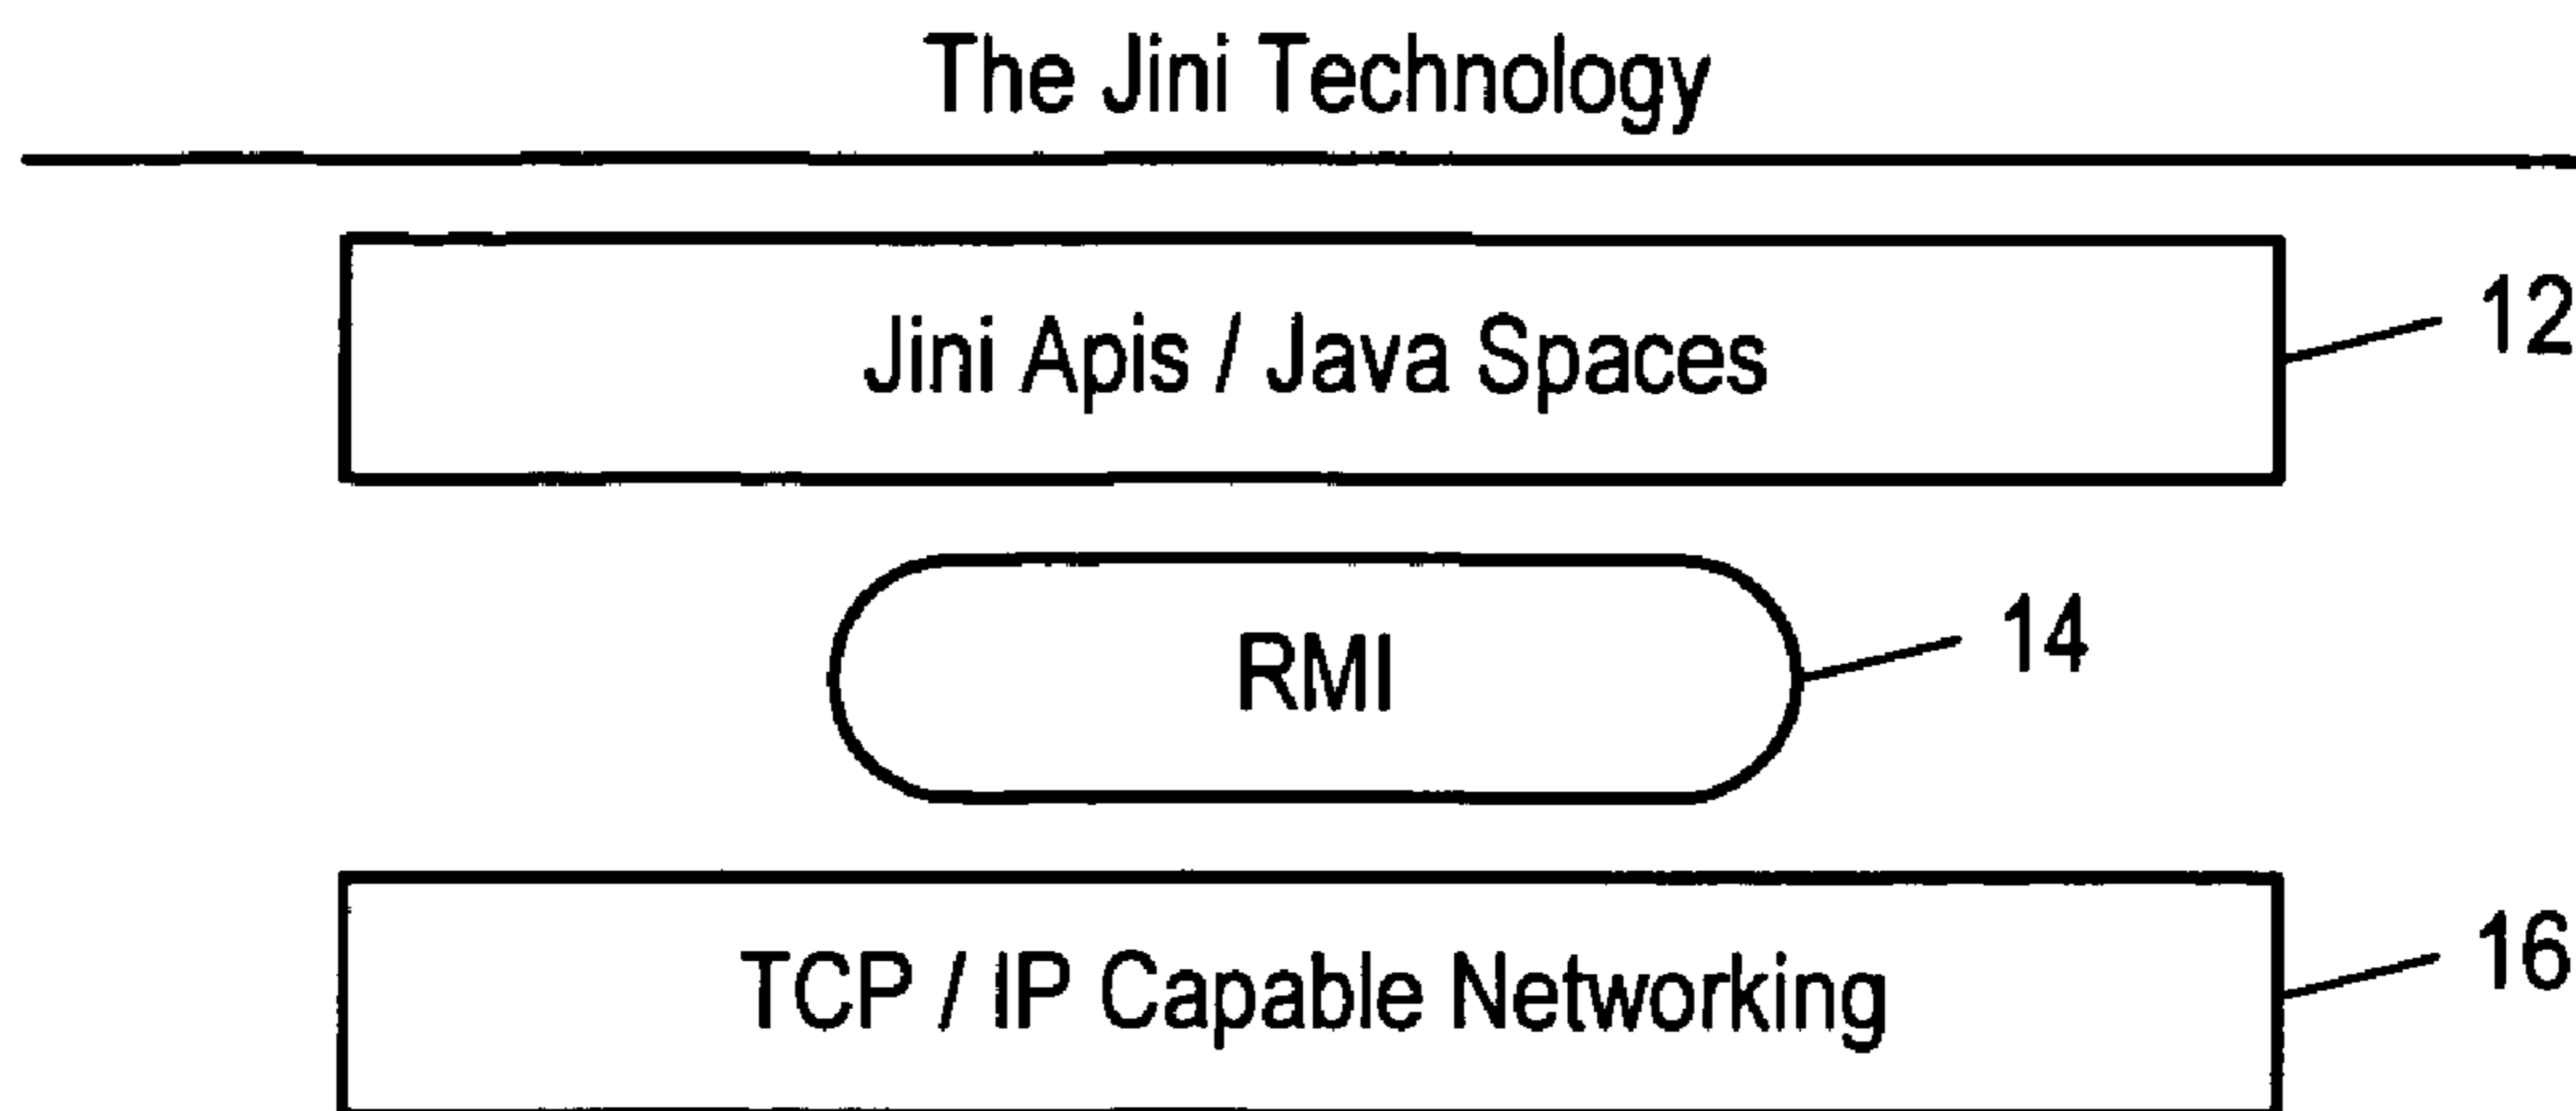 The Jini Technology
Jini Apis / Java Spaces
12
RMI
14
TCP / IP Capable Networking
16